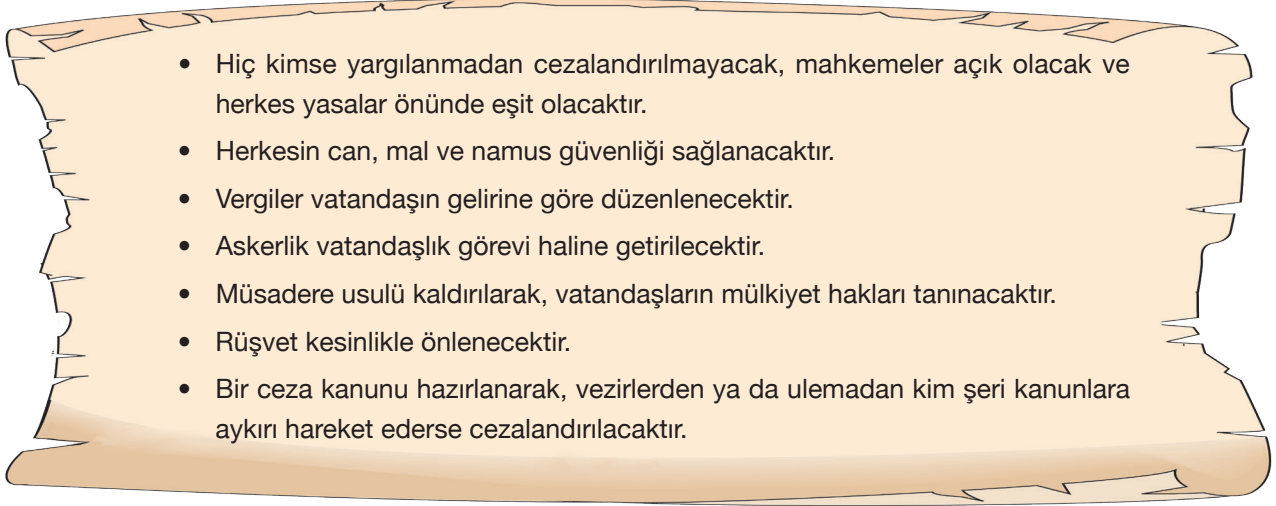 • Hiç kimse yargılanmadan cezalandırılmayacak, mahkemeler açık olacak ve
herkes yasalar önünde eşit olacaktır.
• Herkesin can, mal ve namus güvenliği sağlanacaktır.
• Vergiler vatandaşın gelirine göre düzenlenecektir.
• Askerlik vatandaşlık görevi haline getirilecektir.
• Müsadere usulü kaldırılarak, vatandaşların mülkiyet hakları tanınacaktır.
• Rüşvet kesinlikle önlenecektir.
• Bir ceza kanunu hazırlanarak, vezirlerden ya da ulemadan kim şeri kanunlara
aykırı hareket ederse cezalandırılacaktır.